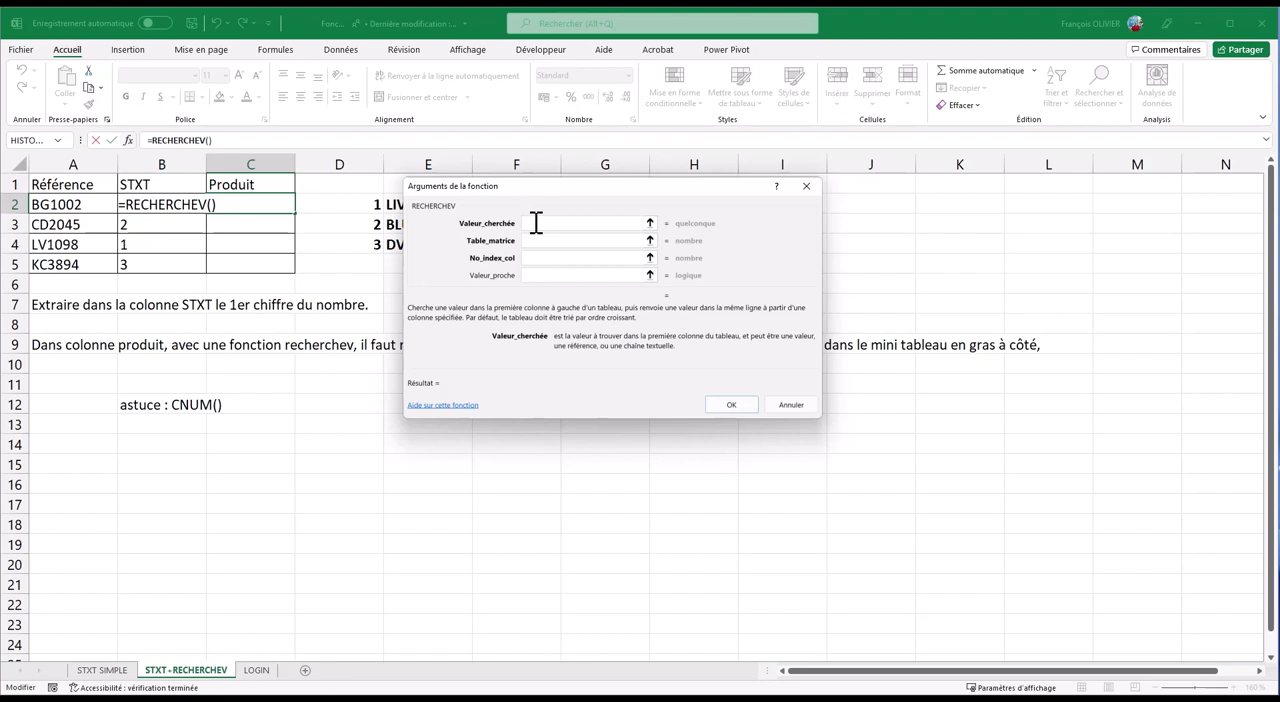 Enregistrement automatique
Fonc... • Dernière modification :...
Rechercher (Alt+Q)
François OLIVIER
Fichier
Accueil
Insertion
Mise en page
Formules
Données
Révision
Affichage
Développeur
Aide
Acrobat
Power Pivot
Commentaires
Partager
Annuler
Coller
Presse-papiers
11
G I S
Police
Renvoyer à la ligne automatiquement
Fusionner et centrer
Alignement
Standard
% 000
Nombre
Mise en forme conditionnelle
Mettre sous forme de tableau
Styles de cellules
Styles
Insérer
Supprimer
Format
Cellules
Somme automatique
Recopier
Effacer
Trier et filtrer
Rechercher et sélectionner
Édition
Analyse de données
Analysis
HISTO...
fx
=RECHERCHEV()
A B C D E F G H I J K L M N
1 Référence STXT Produit
2 BG1002 =RECHERCHEV() 1 LI
3 CD2045 2 2 BL
4 LV1098 1 3 DV
5 KC3894 3
6
7 Extraire dans la colonne STXT le 1er chiffre du nombre.
8
9 Dans colonne produit, avec une fonction recherchev, il faut dans le mini tableau en gras à côté,
10
11
12 astuce : CNUM()
13
14
15
16
17
18
19
20
21
22
23
24
Arguments de la fonction
?
RECHERCHEV
Valeur_cherchée = quelconque
Table_matrice = nombre
No_index_col = nombre
Valeur_proche = logique
=
Cherche une valeur dans la première colonne à gauche d'un tableau, puis renvoie une valeur dans la même ligne à partir d'une
colonne spécifiée. Par défaut, le tableau doit être trié par ordre croissant.
Valeur_cherchée est la valeur à trouver dans la première colonne du tableau, et peut être une valeur,
une référence, ou une chaîne textuelle.
Résultat =
Aide sur cette fonction
OK
Annuler
STXT SIMPLE
STXT+RECHERCHEV
LOGIN
Modifier
Accessibilité : vérification terminée
Paramètres d'affichage
160 %